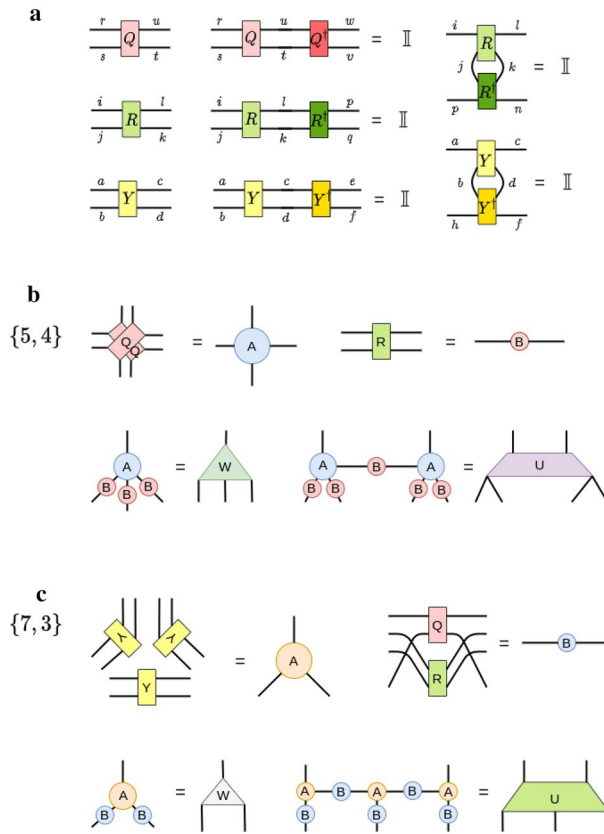 a
r u r u w
Q Q Q† = 𝕀
s t s t v
i l
R
j k
R†
= 𝕀
p n
i l i l p
R R R† = 𝕀
j k j k q
a c
Y
b d
Y†
= 𝕀
h f
a c a c e
Y Y Y† = 𝕀
b d b d f
b
{5,4}
Q Q = A
R = B
A B B B = W
A B A B B B B = U
c
{7,3}
Y Y Y = A
Q R = B
A B B = W
A B A B A B B B = U